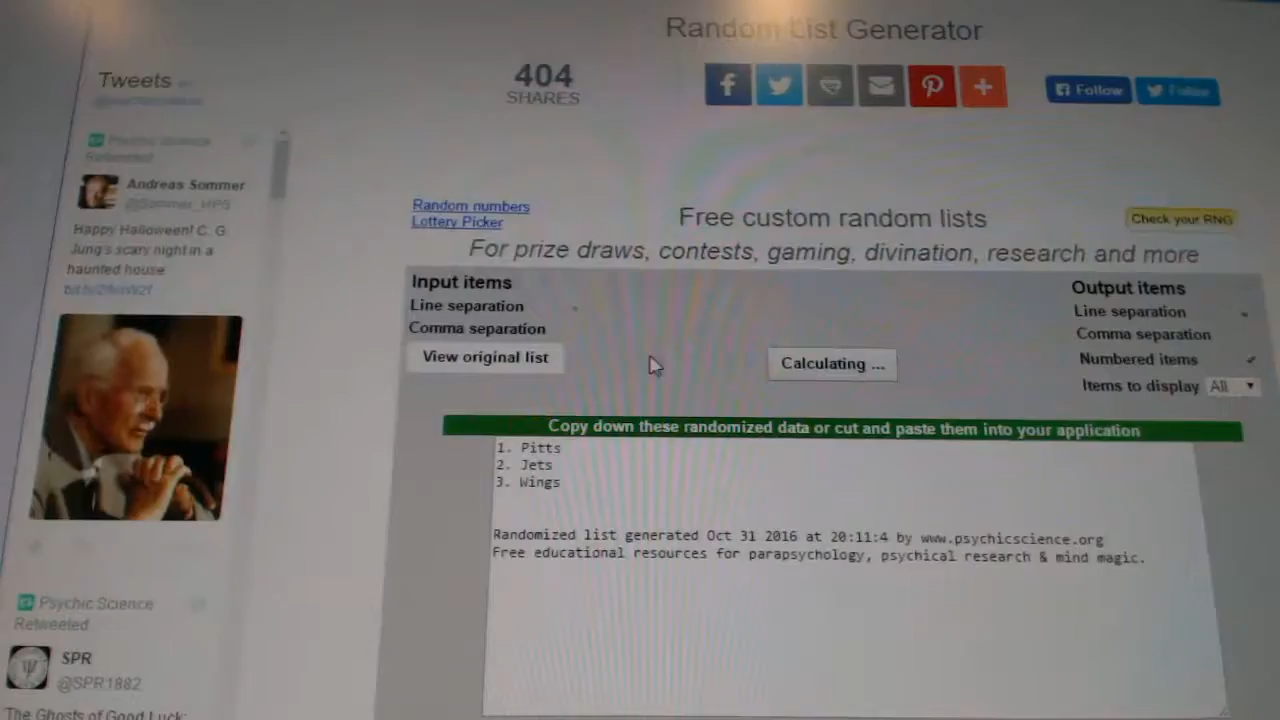 Random List Generator
Tweets
404
SHARES
Follow
Follow
Psychic Science
Retweeted
Andreas Sommer
@Sommer_HPS
Happy Halloween! C. G.
Jung's scary night in a
haunted house
Random numbers
Lottery Picker
Free custom random lists
Check your RNG
For prize draws, contests, gaming, divination, research and more
Input items
Line separation
Comma separation
View original list
Calculating ...
Output items
Line separation
Comma separation
Numbered items
Items to display All
Copy down these randomized data or cut and paste them into your application
1. Pitts
2. Jets
3. Wings
Randomized list generated Oct 31 2016 at 20:11:4 by www.psychicscience.org
Free educational resources for parapsychology, psychical research & mind magic.
Psychic Science
Retweeted
SPR
@SPR1882
The Ghosts of Good Luck: